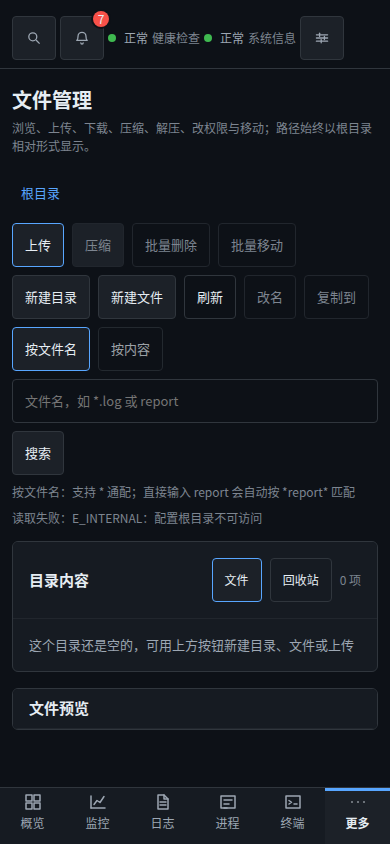 7
正常 健康检查 正常 系统信息
文件管理
浏览、上传、下载、压缩、解压、改权限与移动；路径始终以根目录
相对形式显示。
根目录
上传 压缩 批量删除 批量移动
新建目录 新建文件 刷新 改名 复制到
按文件名 按内容
文件名，如 *.log 或 report
搜索
按文件名：支持 * 通配；直接输入 report 会自动按 *report* 匹配
读取失败：E_INTERNAL：配置根目录不可访问
目录内容 文件 回收站 0 项
这个目录还是空的，可用上方按钮新建目录、文件或上传
文件预览
概览 监控 日志 进程 终端 更多